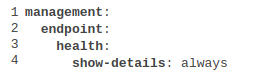 1 management:
2   endpoint:
3     health:
4       show-details: always